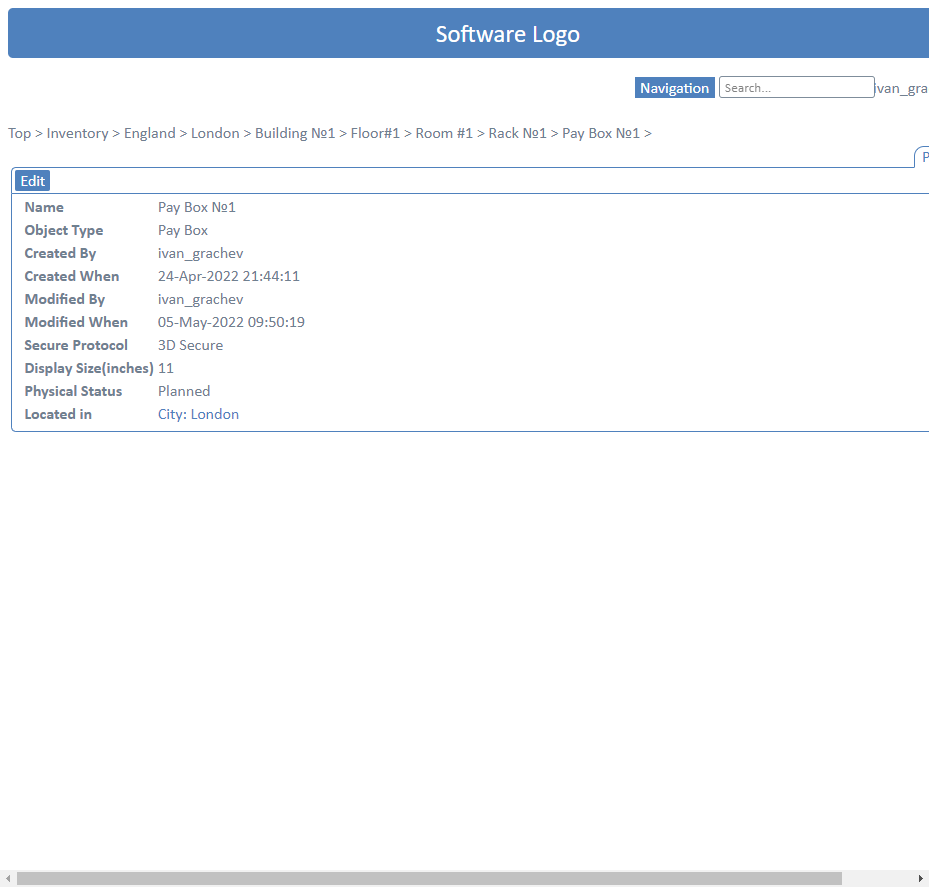 Software Logo
Navigation Search... ivan_gra
Top > Inventory > England > London > Building №1 > Floor#1 > Room #1 > Rack №1 > Pay Box №1 >
P
Edit
Name Pay Box №1
Object Type Pay Box
Created By ivan_grachev
Created When 24-Apr-2022 21:44:11
Modified By ivan_grachev
Modified When 05-May-2022 09:50:19
Secure Protocol 3D Secure
Display Size(inches) 11
Physical Status Planned
Located in City: London